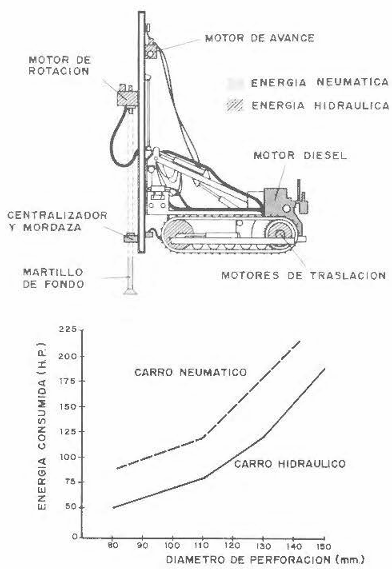 MOTOR DE AVANCE
MOTOR DE
ROTACION
ENERGIA NEUMATICA
ENERGIA HIDRAULICA
MOTOR DIESEL
CENTRALIZADOR
Y MORDAZA
MOTORES DE TRASLACION
MARTILLO
DE FONDO
ENERGIA CONSUMIDA (H.P.)
225
200
175
150
125
100
75
50
0
CARRO NEUMATICO
CARRO HIDRAULICO
80 90 100 110 120 130 140 150
DIAMETRO DE PERFORACION (mm.)